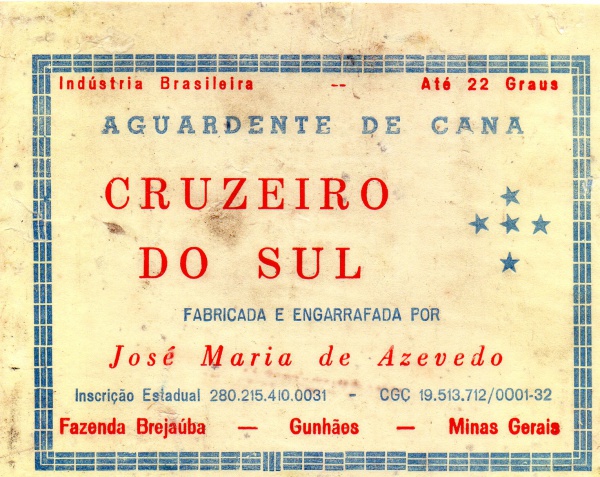 Indústria Brasileira -- Até 22 Graus
AGUARDENTE DE CANA
CRUZEIRO
DO SUL
FABRICADA E ENGARRAFADA POR
José Maria de Azevedo
Inscrição Estadual 280.215.410.0031 - CGC 19.513.712/0001-32
Fazenda Brejaúba — Gunhães — Minas Gerais